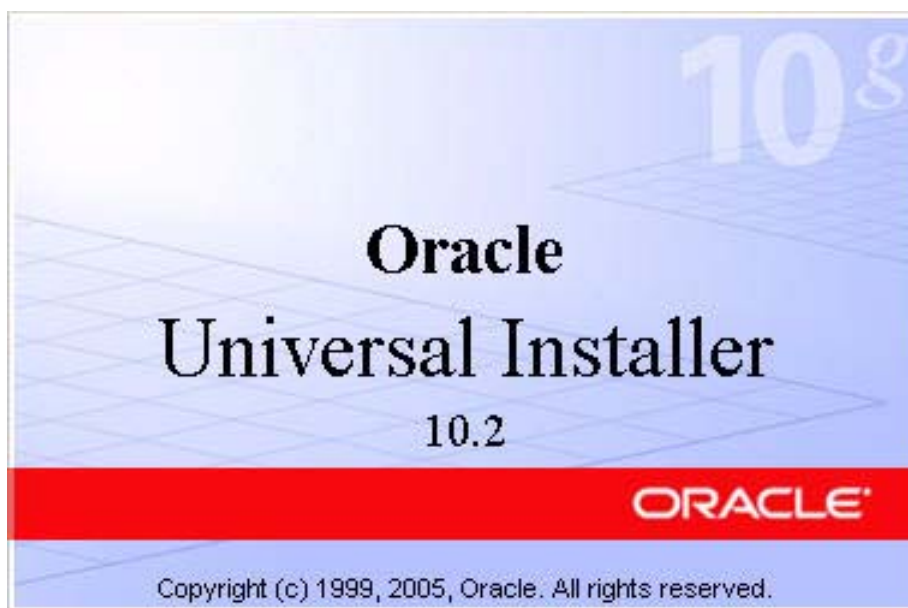 10g
Oracle
Universal Installer
10.2
ORACLE
Copyright (c) 1999, 2005, Oracle. All rights reserved.